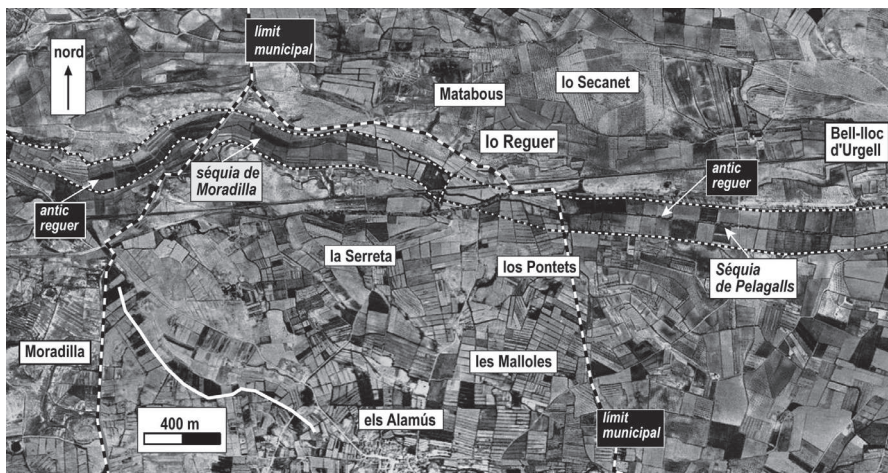 límit
municipal
nord
Matabous
lo Secanet
lo Reguer
Bell-lloc
d'Urgell
séquia de
Moradilla
antic
reguer
antic
reguer
la Serreta
los Pontets
Séquia
de Pelagalls
Moradilla
les Malloles
400 m
els Alamús
límit
municipal